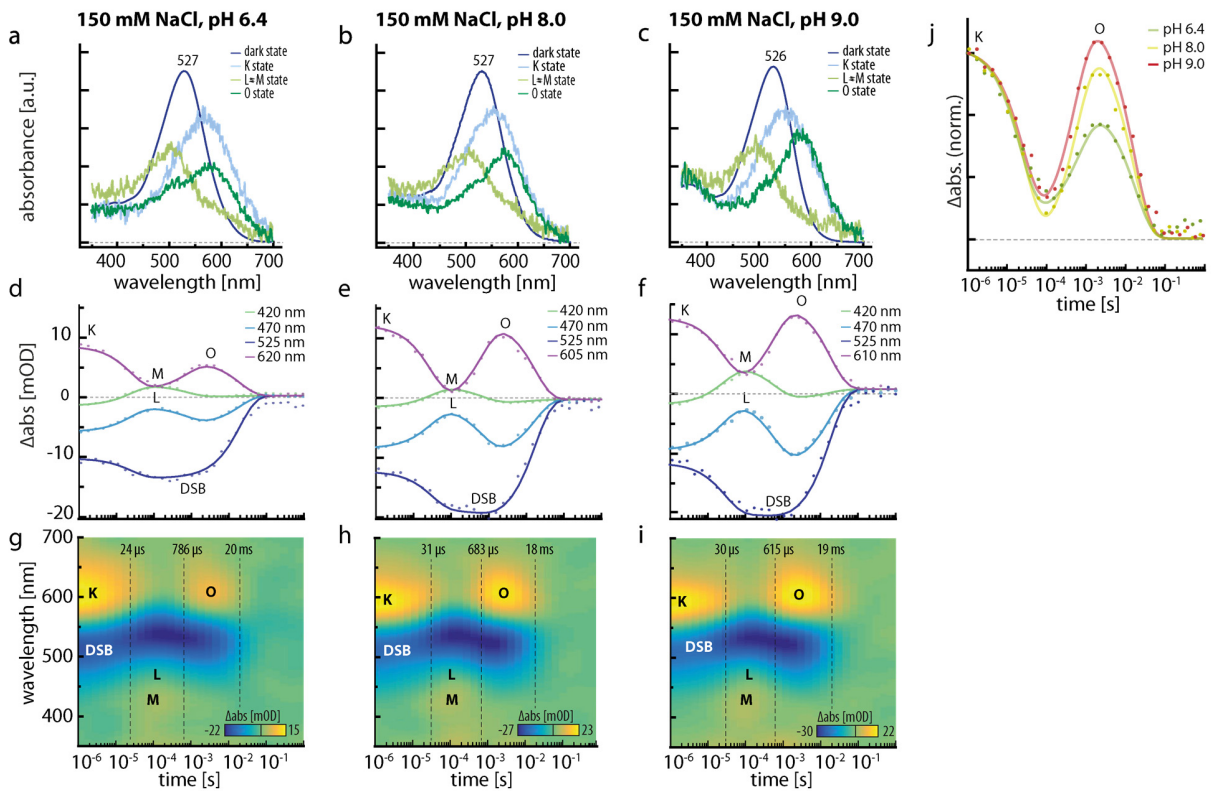 150 mM NaCl, pH 6.4
150 mM NaCl, pH 8.0
150 mM NaCl, pH 9.0
a
527
dark state
K state
L≈M state
O state
absorbance [a.u.]
400 500 600 700
wavelength [nm]
b
527
dark state
K state
L≈M state
O state
400 500 600 700
wavelength [nm]
c
526
dark state
K state
L≈M state
O state
400 500 600 700
wavelength [nm]
j
K
O
pH 6.4
pH 8.0
pH 9.0
Δabs. (norm.)
10⁻⁶ 10⁻⁵ 10⁻⁴ 10⁻³ 10⁻² 10⁻¹
time [s]
d
K
O
M
L
DSB
420 nm
470 nm
525 nm
620 nm
Δabs [mOD]
10
0
-10
-20
e
K
O
M
L
DSB
420 nm
470 nm
525 nm
605 nm
f
K
O
M
L
DSB
420 nm
470 nm
525 nm
610 nm
g
24 µs 786 µs 20 ms
K
O
DSB
L
M
Δabs [mOD]
-22 15
wavelength [nm]
700
600
500
400
10⁻⁶ 10⁻⁵ 10⁻⁴ 10⁻³ 10⁻² 10⁻¹
time [s]
h
31 µs 683 µs 18 ms
K
O
DSB
L
M
Δabs [mOD]
-27 23
10⁻⁶ 10⁻⁵ 10⁻⁴ 10⁻³ 10⁻² 10⁻¹
time [s]
i
30 µs 615 µs 19 ms
K
O
DSB
L
M
Δabs [mOD]
-30 22
10⁻⁶ 10⁻⁵ 10⁻⁴ 10⁻³ 10⁻² 10⁻¹
time [s]